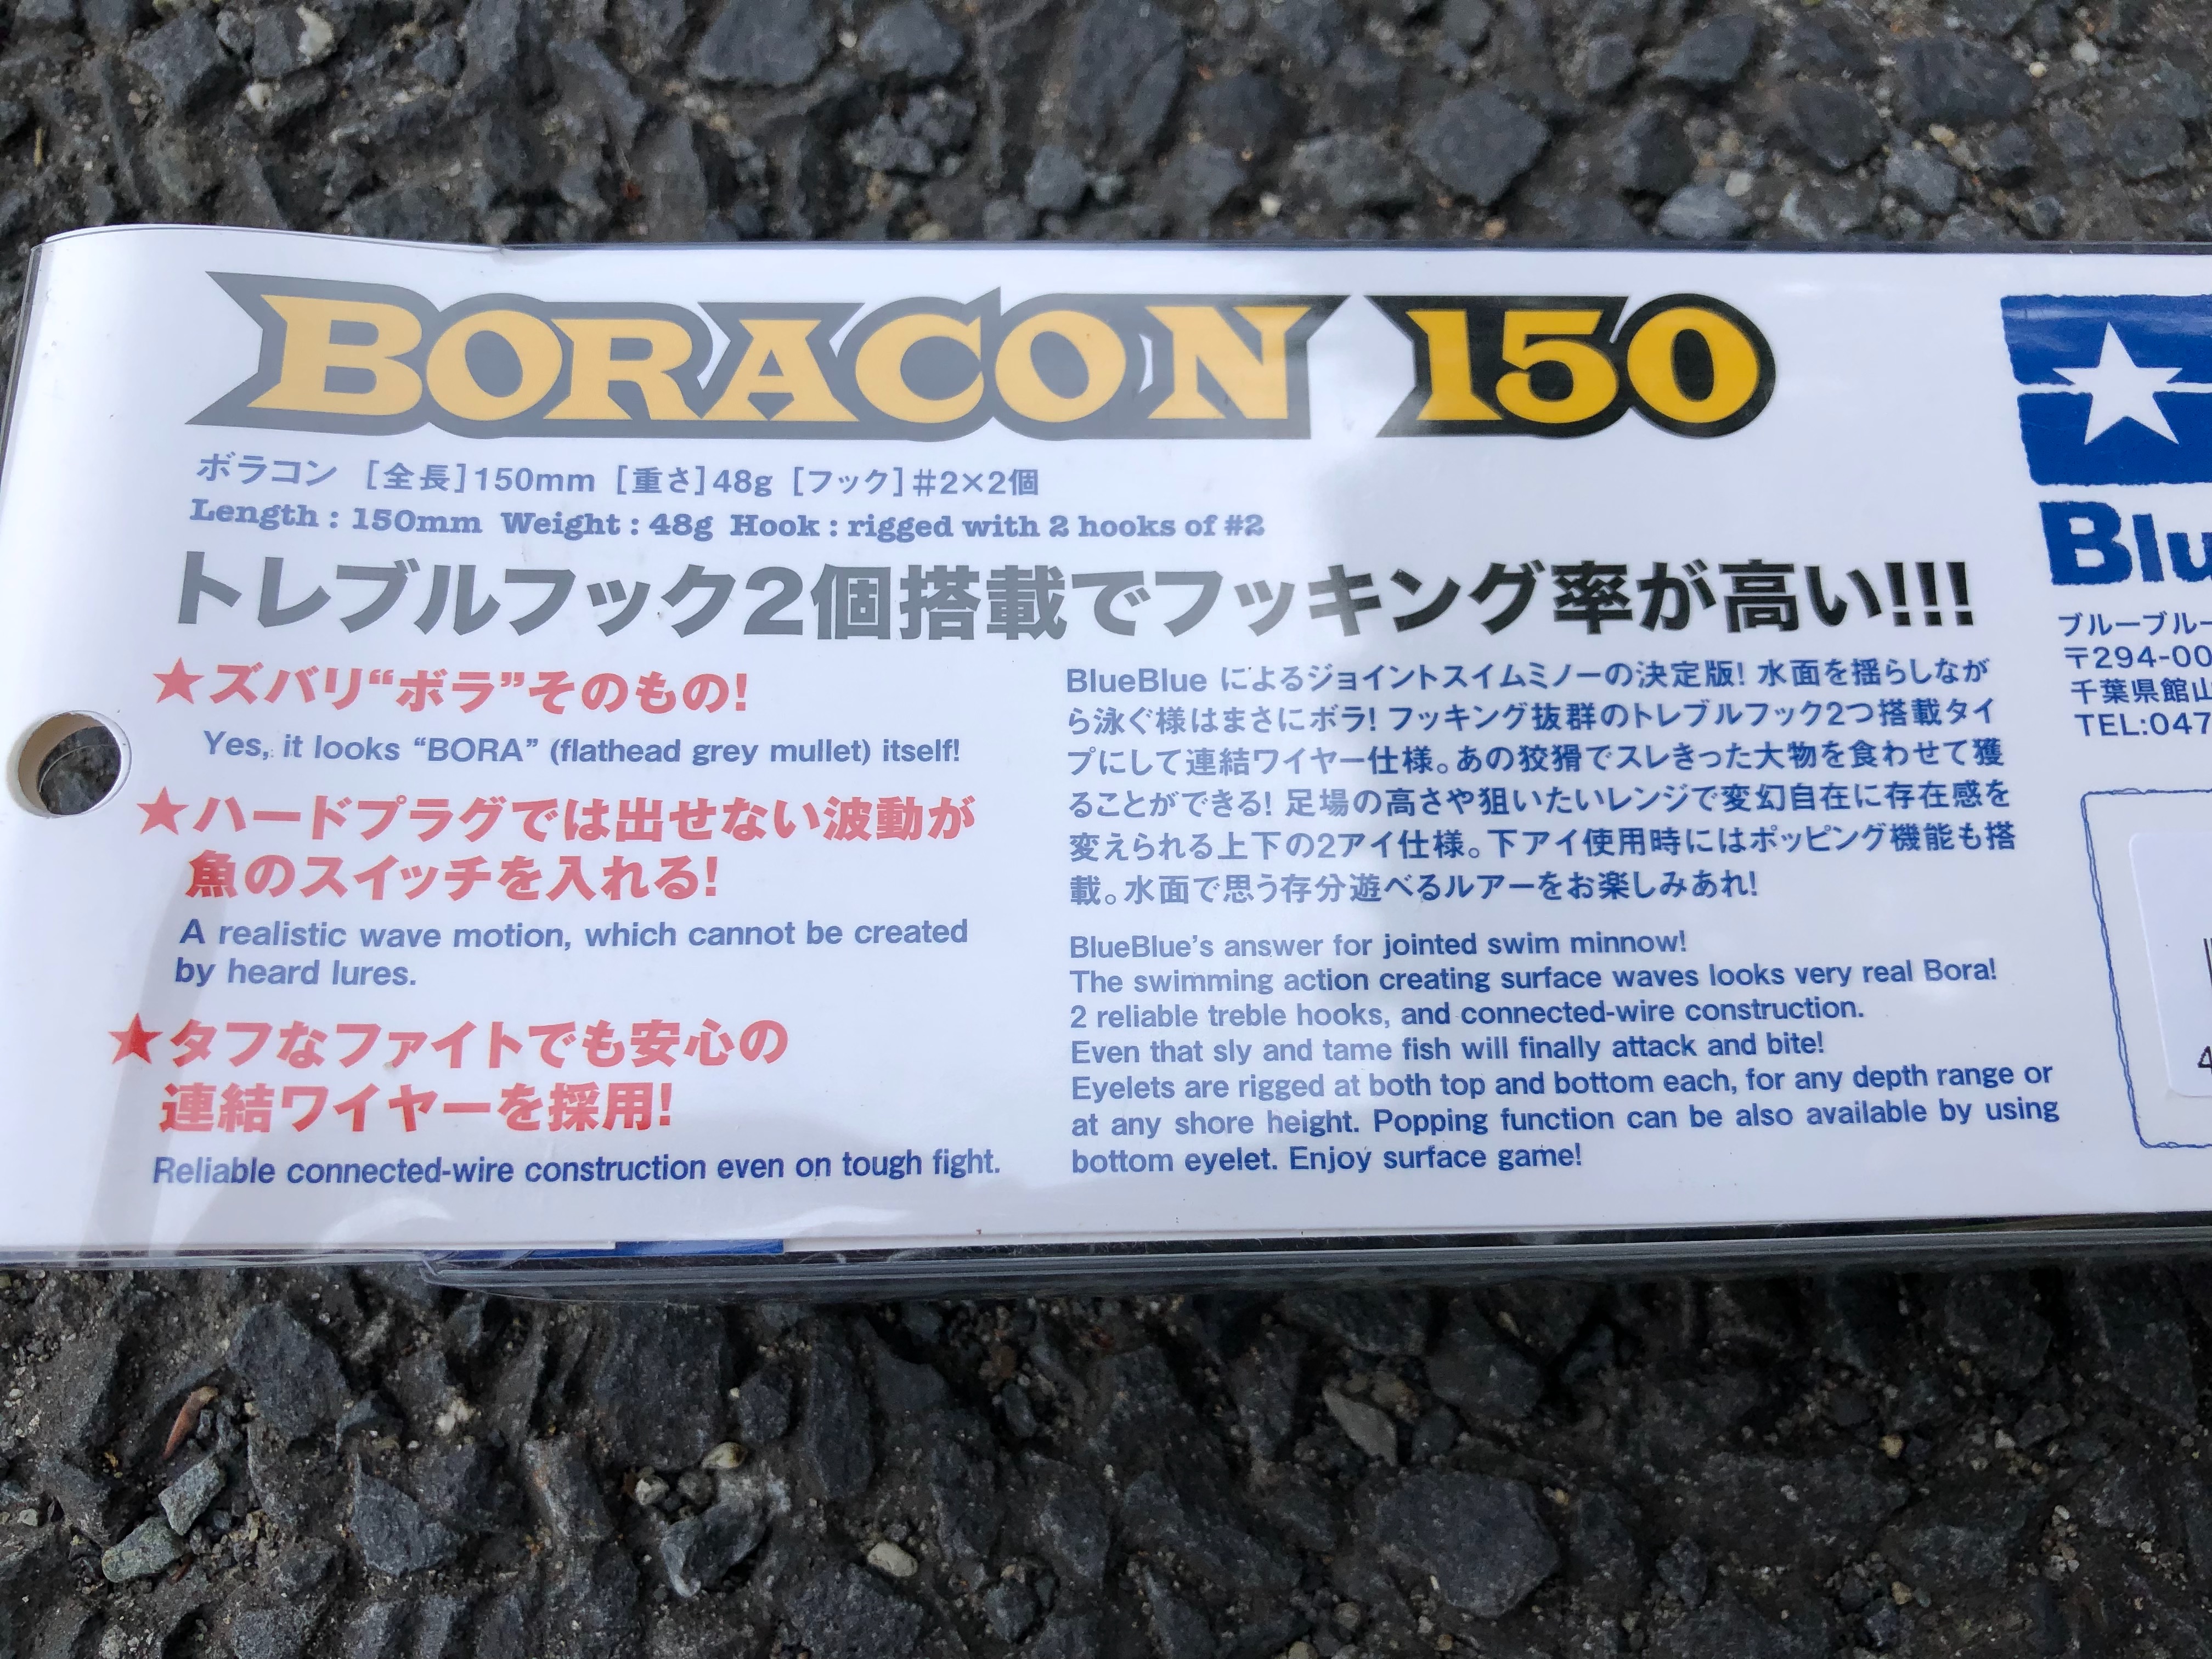 BORACON 150
ボラコン [全長]150mm [重さ]48g [フック]#2×2個
Length : 150mm Weight : 48g Hook : rigged with 2 hooks of #2
トレブルフック2個搭載でフッキング率が高い!!!
★ズバリ“ボラ”そのもの!
Yes, it looks “BORA” (flathead grey mullet) itself!
★ハードプラグでは出せない波動が
魚のスイッチを入れる!
A realistic wave motion, which cannot be created
by heard lures.
★タフなファイトでも安心の
連結ワイヤーを採用!
Reliable connected-wire construction even on tough fight.
BlueBlue によるジョイントスイムミノーの決定版! 水面を揺らしなが
ら泳ぐ様はまさにボラ! フッキング抜群のトレブルフック2つ搭載タイ
プにして連結ワイヤー仕様。あの狡猾でスレきった大物を食わせて獲
ることができる! 足場の高さや狙いたいレンジで変幻自在に存在感を
変えられる上下の2アイ仕様。下アイ使用時にはポッピング機能も搭
載。水面で思う存分遊べるルアーをお楽しみあれ!
BlueBlue’s answer for jointed swim minnow!
The swimming action creating surface waves looks very real Bora!
2 reliable treble hooks, and connected-wire construction.
Even that sly and tame fish will finally attack and bite!
Eyelets are rigged at both top and bottom each, for any depth range or
at any shore height. Popping function can be also available by using
bottom eyelet. Enjoy surface game!
Blu
ブルーブルー
〒294-00
千葉県館山
TEL:047
4